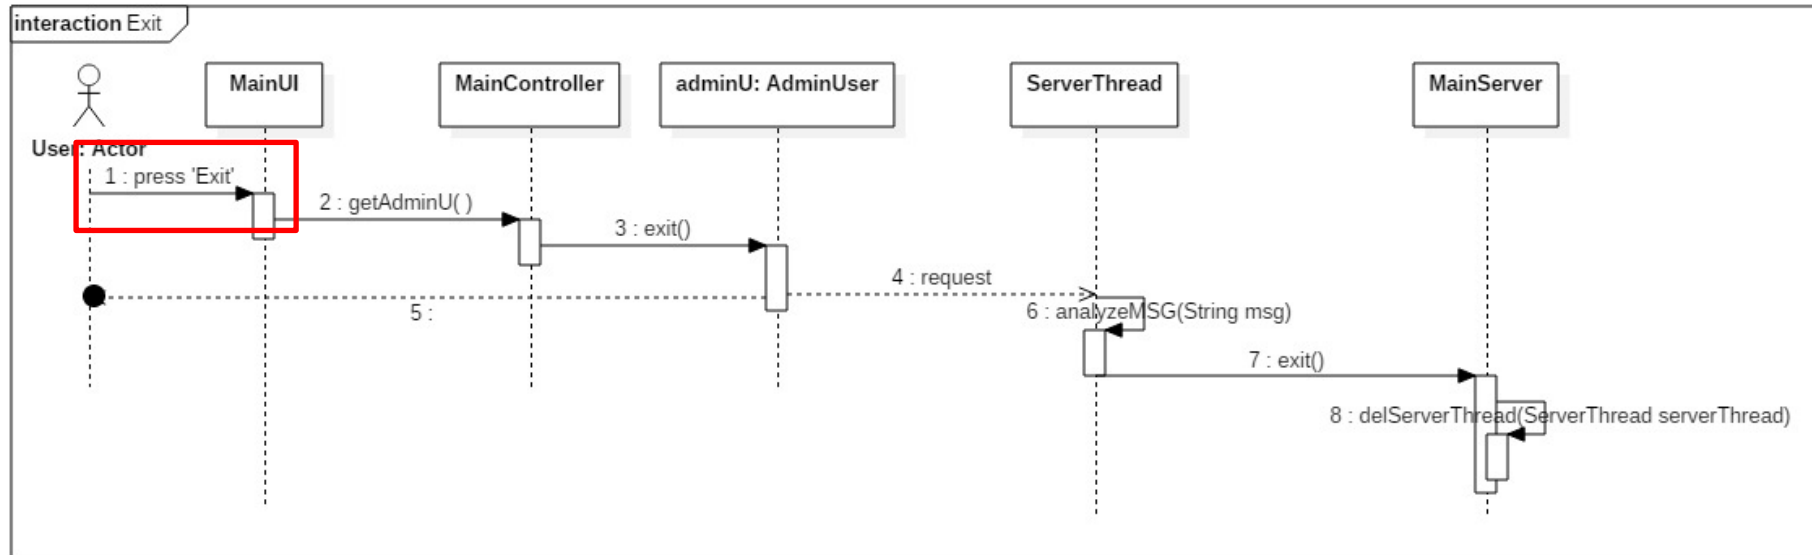 interaction Exit
MainUI
MainController
adminU: AdminUser
ServerThread
MainServer
User: Actor
1 : press 'Exit'
2 : getAdminU( )
3 : exit()
4 : request
5 :
6 : analyzeMSG(String msg)
7 : exit()
8 : delServerThread(ServerThread serverThread)